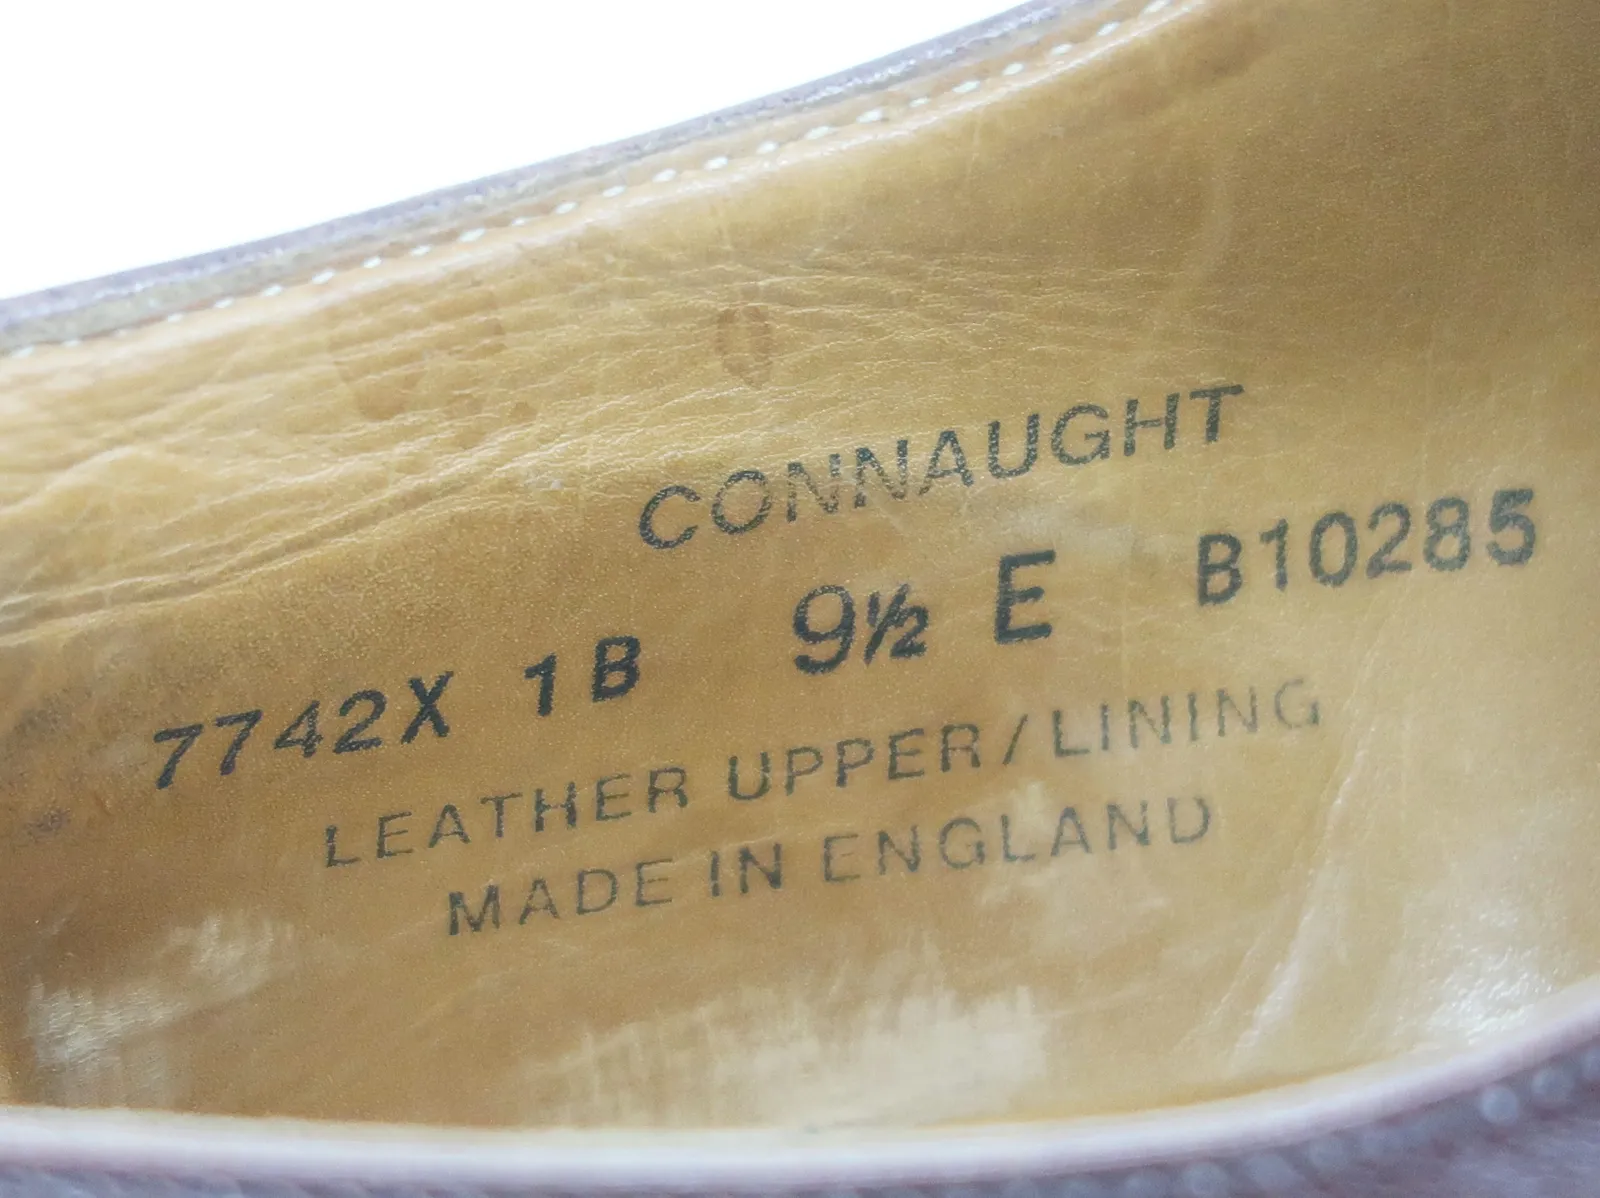 CONNAUGHT
7742X 1B 9½ E B10285
LEATHER UPPER/LINING
MADE IN ENGLAND